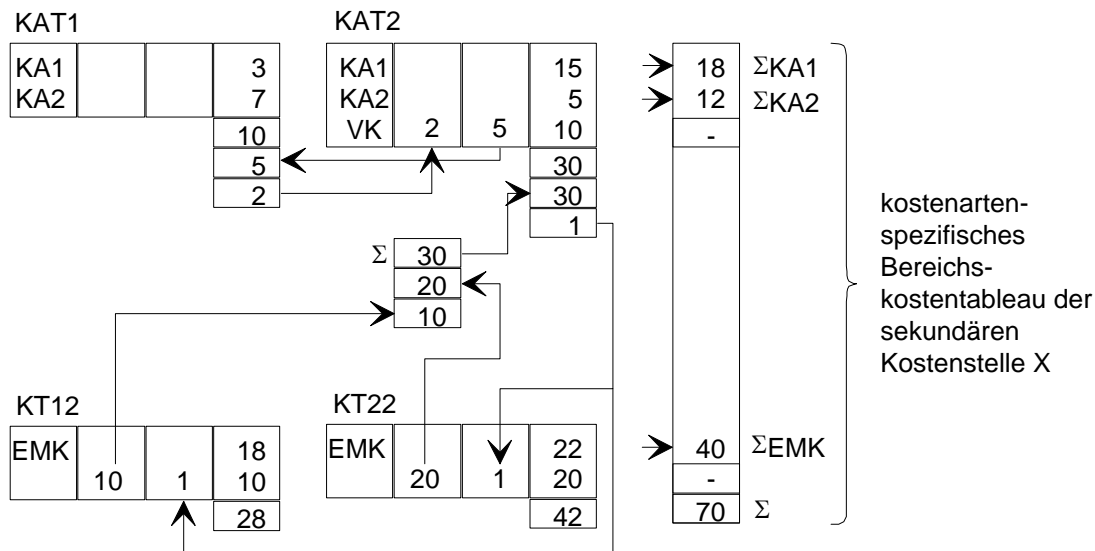 KAT1
KAT2
KA1 3
KA2 7
10
5
2
KA1 15
KA2 5
VK 2 5 10
30
30
1
18 ΣKA1
12 ΣKA2
-
kostenarten-
spezifisches
Bereichs-
kostentableau der
sekundären
Kostenstelle X
Σ 30
20
10
KT12
EMK 18
10 1 10
28
KT22
EMK 22
20 1 20
42
40 ΣEMK
-
70 Σ